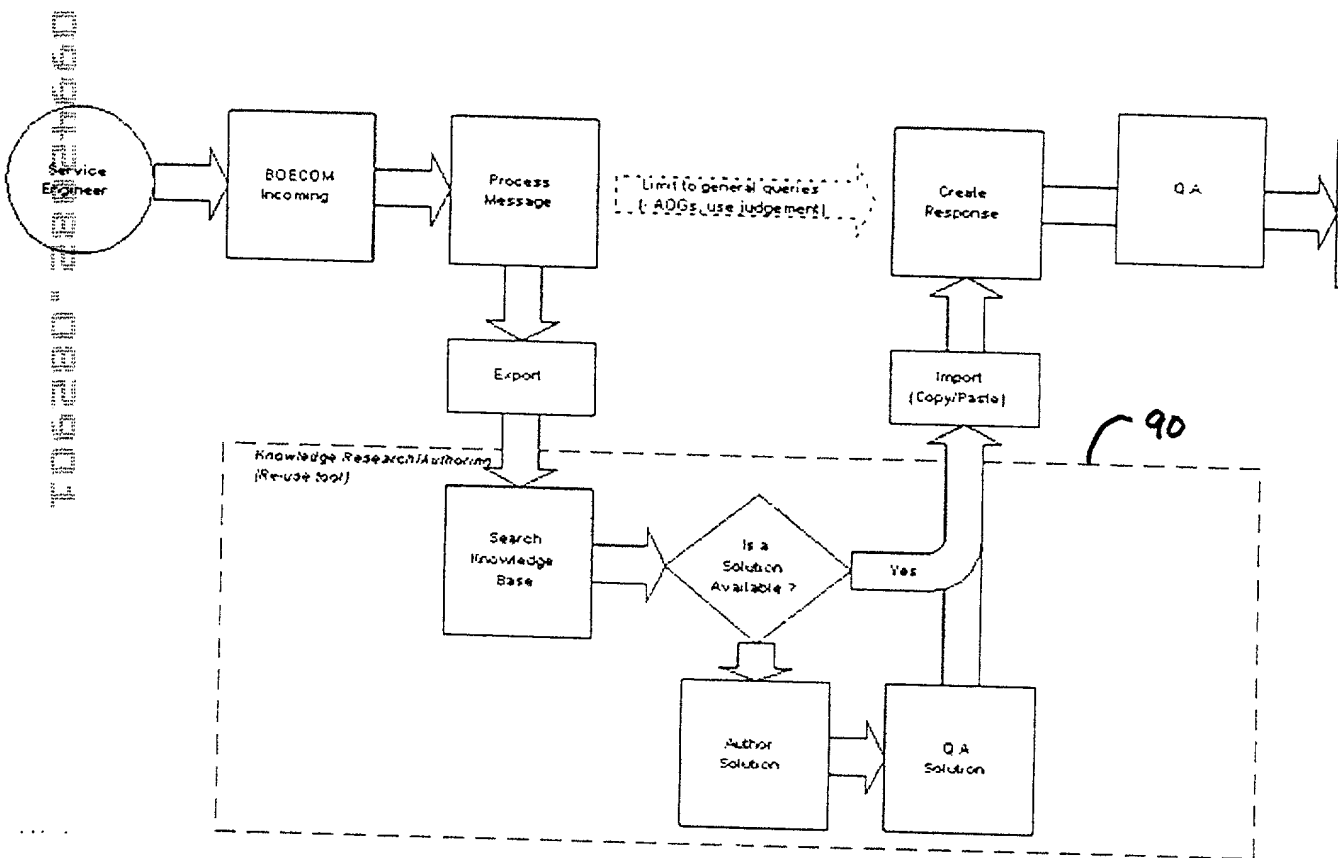 Service
Engineer
BOECOM
Incoming
Process
Message
Limit to general queries
(- AOGs, use judgement)
Create
Response
Q A
Export
Import
(Copy/Paste)
90
Knowledge Research/Authoring
(Re-use tool)
Search
Knowledge
Base
Is a
Solution
Available ?
Yes
Author
Solution
Q A
Solution